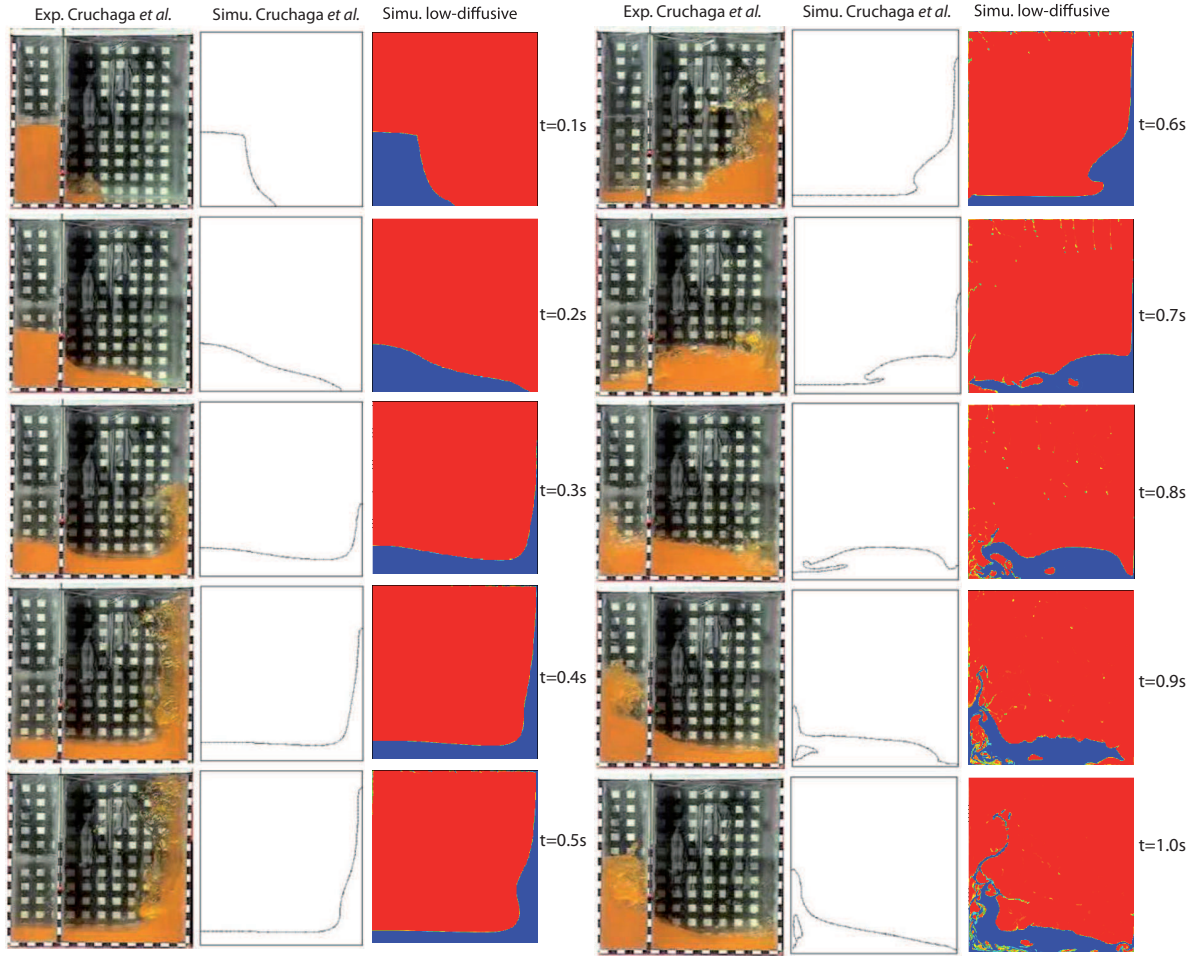 Exp. Cruchaga et al. Simu. Cruchaga et al. Simu. low-diffusive
t=0.1s
t=0.2s
t=0.3s
t=0.4s
t=0.5s
Exp. Cruchaga et al. Simu. Cruchaga et al. Simu. low-diffusive
t=0.6s
t=0.7s
t=0.8s
t=0.9s
t=1.0s